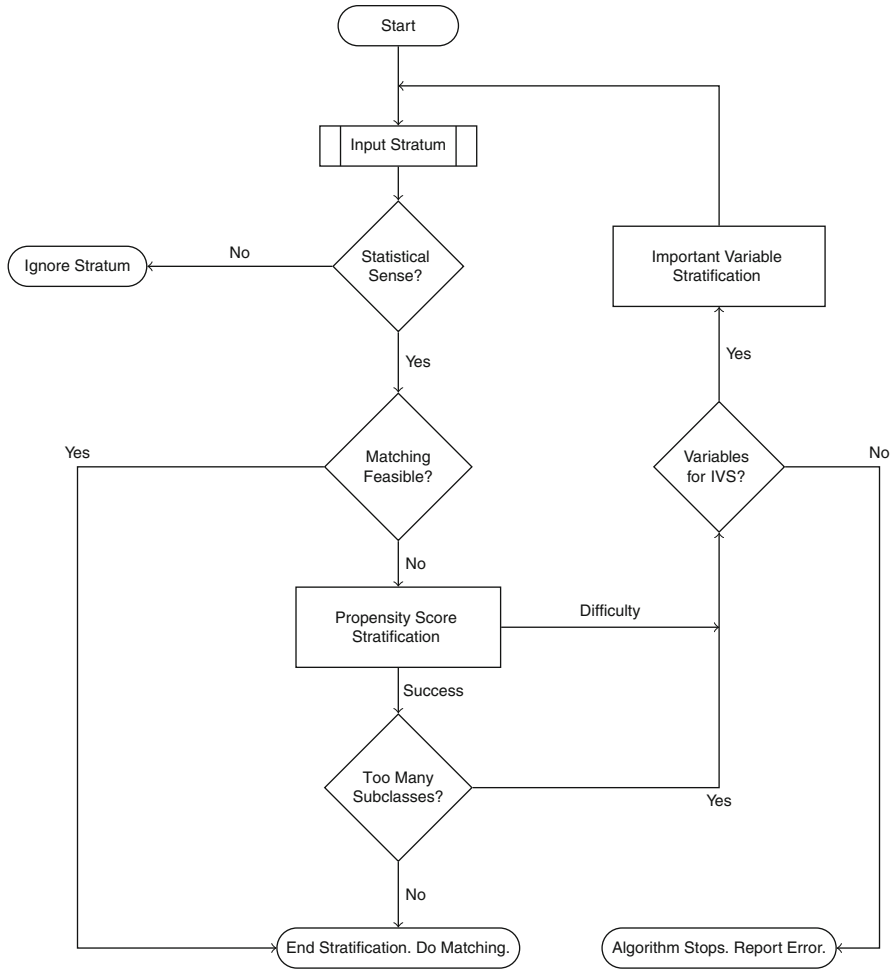 Start
Input Stratum
Statistical
Sense?
No
Ignore Stratum
Important Variable
Stratification
Yes
Yes
Matching
Feasible?
Yes
Variables
for IVS?
No
No
Propensity Score
Stratification
Difficulty
Success
Too Many
Subclasses?
Yes
No
End Stratification. Do Matching.
Algorithm Stops. Report Error.